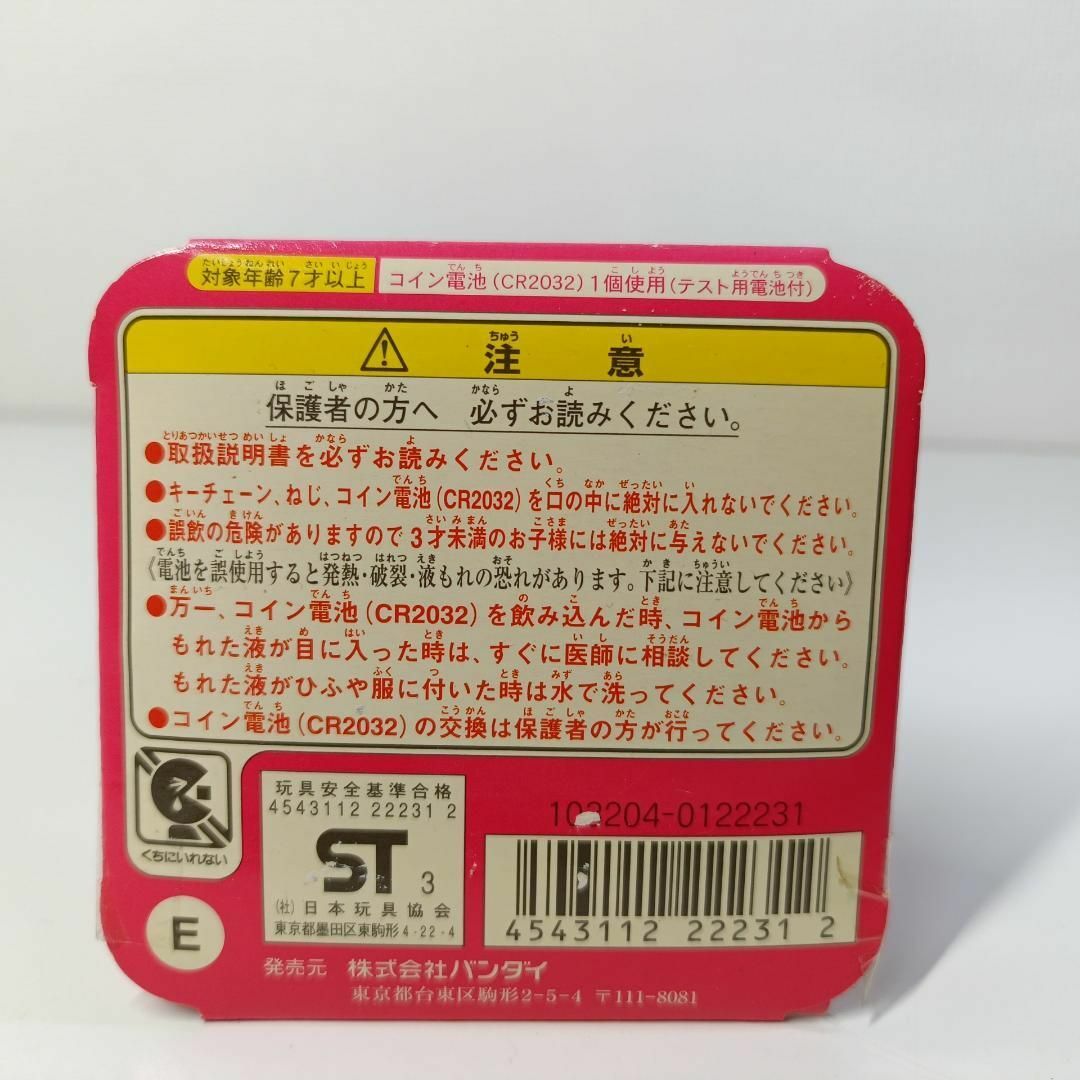 対象年齢7才以上
コイン電池(CR2032)1個使用(テスト用電池付)
注意
保護者の方へ 必ずお読みください。
●取扱説明書を必ずお読みください。
●キーチェーン、ねじ、コイン電池(CR2032)を口の中に絶対に入れないでください。
●誤飲の危険がありますので3才未満のお子様には絶対に与えないでください。
《電池を誤使用すると発熱・破裂・液もれの恐れがあります。下記に注意してください》
●万一、コイン電池(CR2032)を飲み込んだ時、コイン電池から
もれた液が目に入った時は、すぐに医師に相談してください。
もれた液がひふや服に付いた時は水で洗ってください。
●コイン電池(CR2032)の交換は保護者の方が行ってください。
くちにいれない
E
玩具安全基準合格
4543112 22231 2
ST 3
(社)日本玩具協会
東京都墨田区東駒形4-22-4
102204-0122231
4543112 22231 2
発売元 株式会社バンダイ
東京都台東区駒形2-5-4 〒111-8081